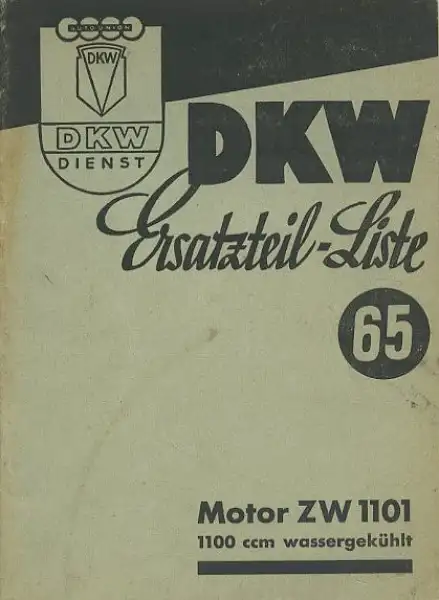 AUTO UNION
DKW
DKW
DIENST
DKW
Ersatzteil-Liste
65
Motor ZW 1101
1100 ccm wassergekühlt